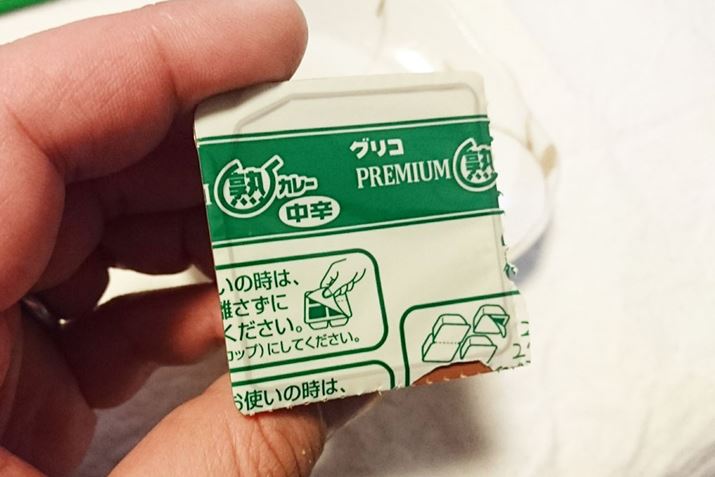 グリコ
熟カレー
PREMIUM 熟
中辛
いの時は、
離さずに
ください。
カップ)にしてください。
お使いの時は、